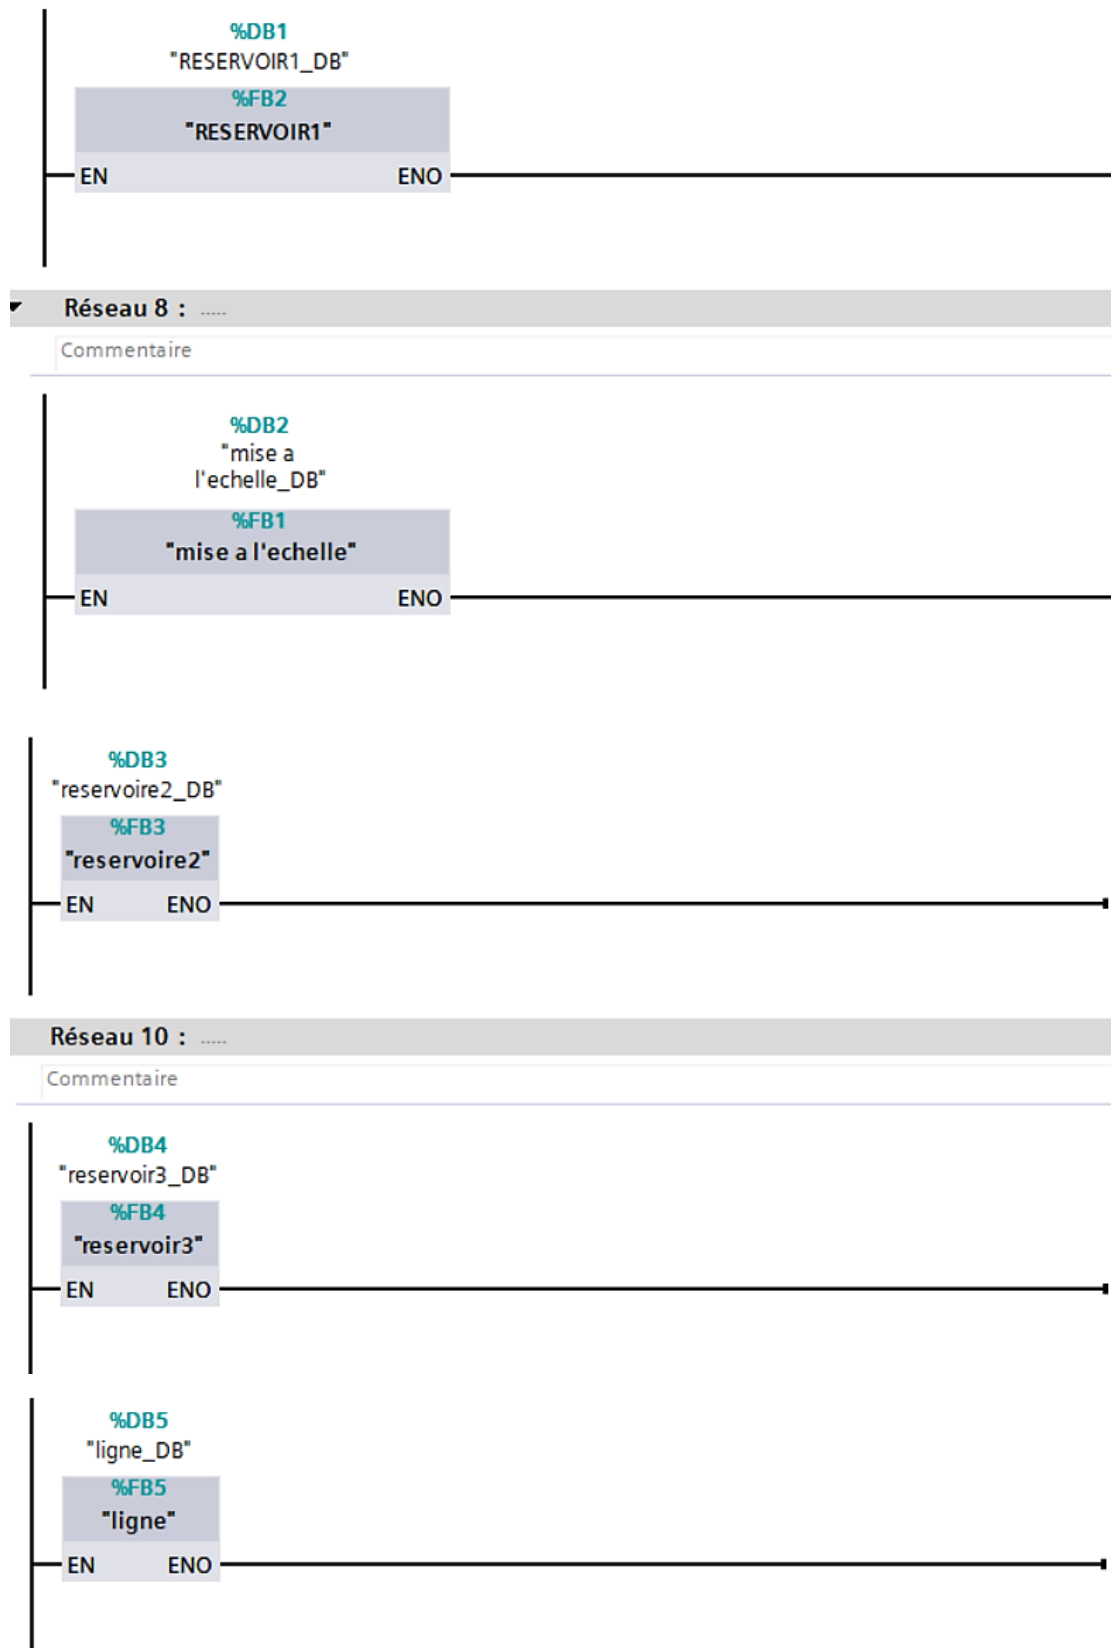 %DB1
"RESERVOIR1_DB"
%FB2
"RESERVOIR1"
EN ENO
Réseau 8 : .....
Commentaire
%DB2
"mise a
l'echelle_DB"
%FB1
"mise a l'echelle"
EN ENO
%DB3
"reservoire2_DB"
%FB3
"reservoire2"
EN ENO
Réseau 10 : .....
Commentaire
%DB4
"reservoir3_DB"
%FB4
"reservoir3"
EN ENO
%DB5
"ligne_DB"
%FB5
"ligne"
EN ENO